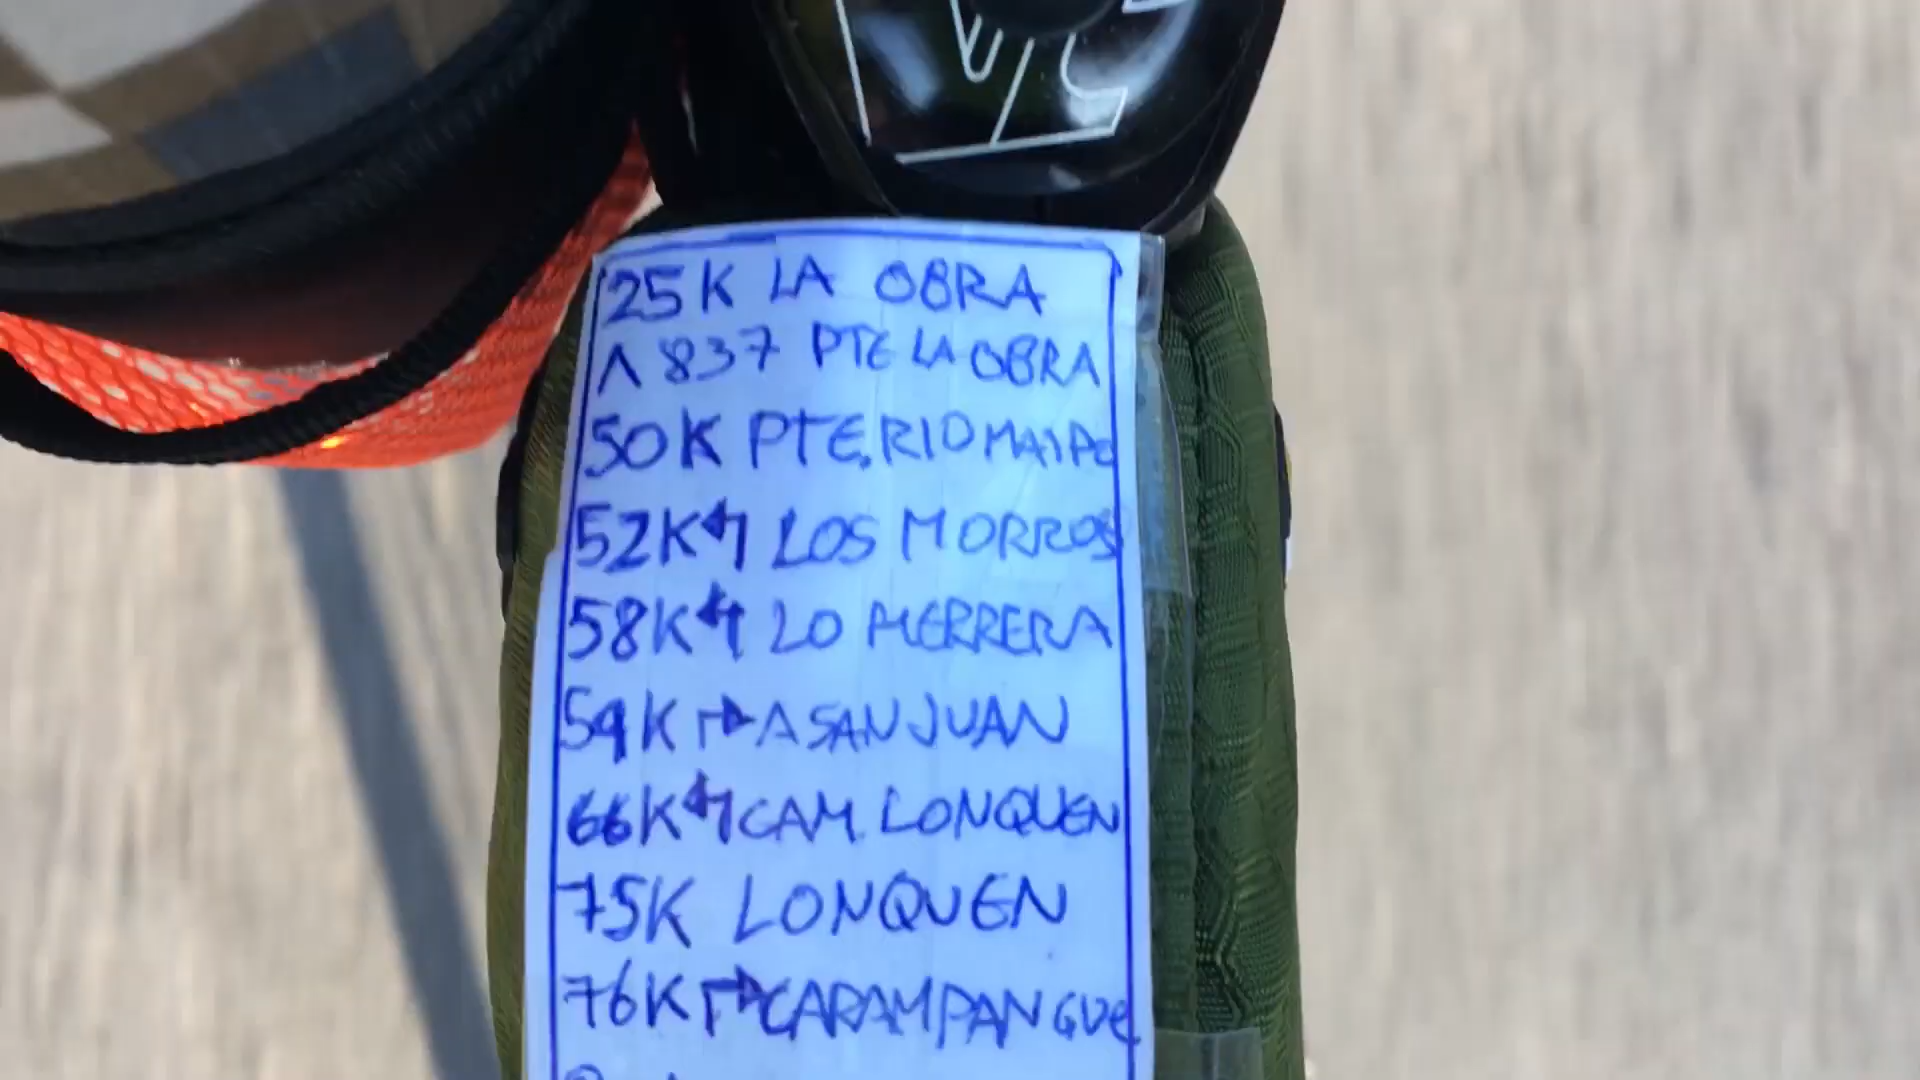 25K LA OBRA
Λ 837 PTE LA OBRA
50K PTE. RIO MAIPO
52K ↰ LOS MORROS
58K ↰ LO HERRERA
59K ↱ A SAN JUAN
66K ↰ CAM. LONQUEN
75K LONQUEN
76K ↱ CARAMPANGUE